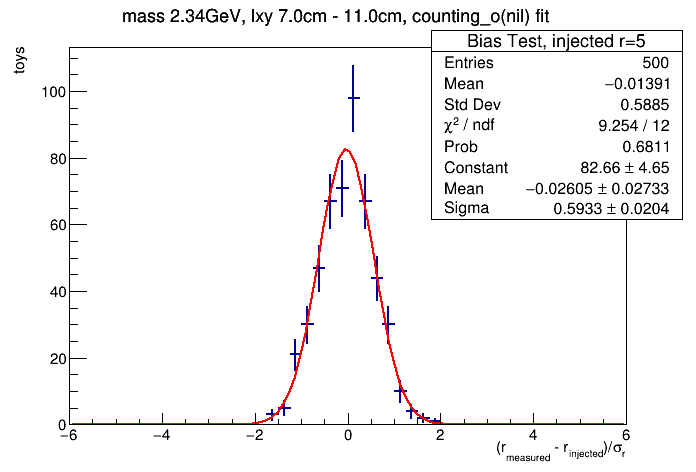 mass 2.34GeV, lxy 7.0cm - 11.0cm, counting_o(nil) fit
Bias Test, injected r=5
Entries 500
Mean −0.01391
Std Dev 0.5885
χ² / ndf 9.254 / 12
Prob 0.6811
Constant 82.66 ± 4.65
Mean −0.02605 ± 0.02733
Sigma 0.5933 ± 0.0204
toys
100
80
60
40
20
0
−6 −4 −2 0 2 4 6
(r_measured - r_injected)/σ_r